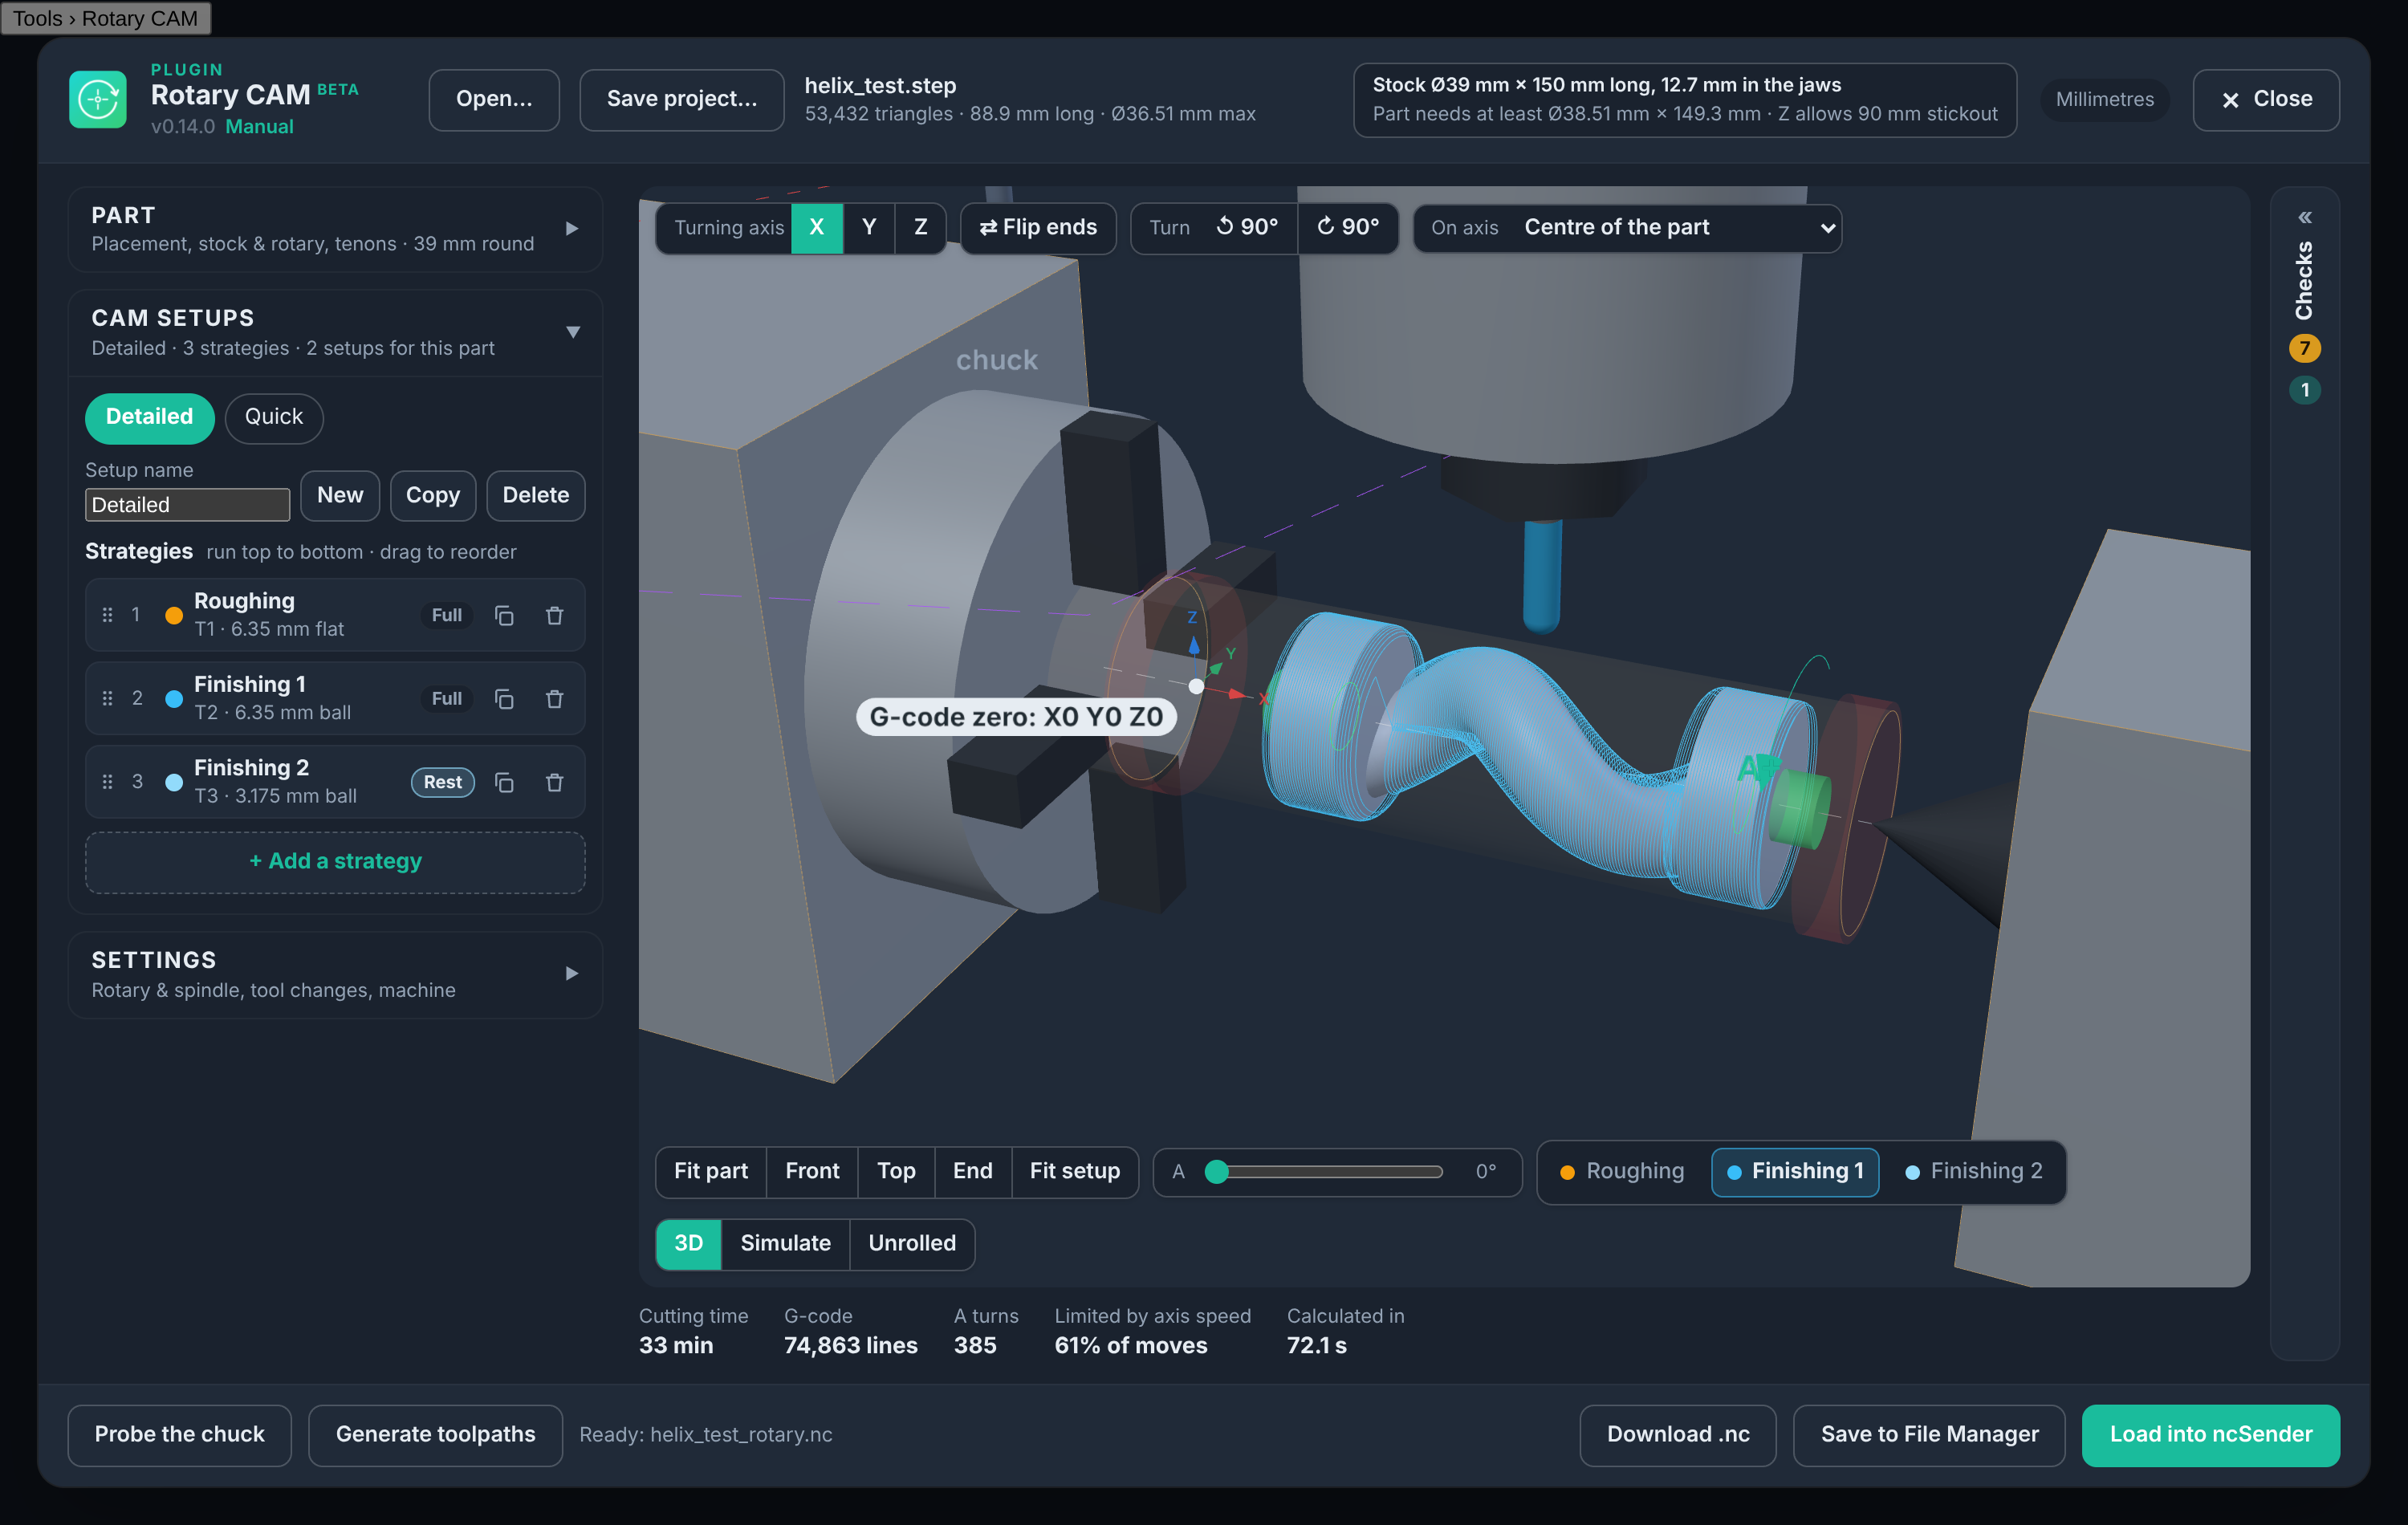 Tools › Rotary CAM
PLUGIN
Rotary CAM BETA
v0.14.0 Manual
Open...
Save project...
helix_test.step
53,432 triangles · 88.9 mm long · Ø36.51 mm max
Stock Ø39 mm × 150 mm long, 12.7 mm in the jaws
Part needs at least Ø38.51 mm × 149.3 mm · Z allows 90 mm stickout
Millimetres
✕ Close
PART
Placement, stock & rotary, tenons · 39 mm round
CAM SETUPS
Detailed · 3 strategies · 2 setups for this part
Detailed
Quick
Setup name
Detailed
New
Copy
Delete
Strategies run top to bottom · drag to reorder
1
Roughing
T1 · 6.35 mm flat
Full
2
Finishing 1
T2 · 6.35 mm ball
Full
3
Finishing 2
T3 · 3.175 mm ball
Rest
+ Add a strategy
SETTINGS
Rotary & spindle, tool changes, machine
Turning axis X Y Z
⇄ Flip ends
Turn ↺ 90° ↻ 90°
On axis Centre of the part
chuck
Z
Y
X
G-code zero: X0 Y0 Z0
A
Fit part
Front
Top
End
Fit setup
A
0°
Roughing
Finishing 1
Finishing 2
3D
Simulate
Unrolled
«
Checks
7
1
Cutting time
33 min
G-code
74,863 lines
A turns
385
Limited by axis speed
61% of moves
Calculated in
72.1 s
Probe the chuck
Generate toolpaths
Ready: helix_test_rotary.nc
Download .nc
Save to File Manager
Load into ncSender